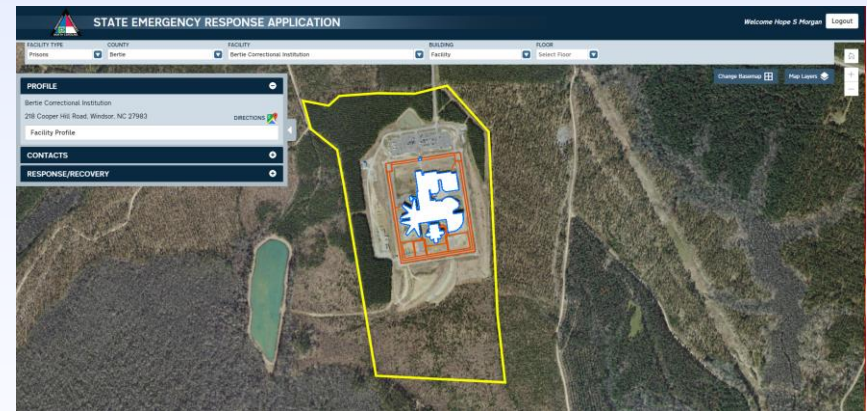 STATE EMERGENCY RESPONSE APPLICATION
Welcome Hope S Morgan
Logout
FACILITY TYPE COUNTY FACILITY BUILDING FLOOR
Prisons Bertie Bertie Correctional Institution Facility Select Floor
Change Basemap Map Layers
PROFILE
Bertie Correctional Institution
218 Cooper Hill Road, Windsor, NC 27983
DIRECTIONS
Facility Profile
CONTACTS
RESPONSE/RECOVERY